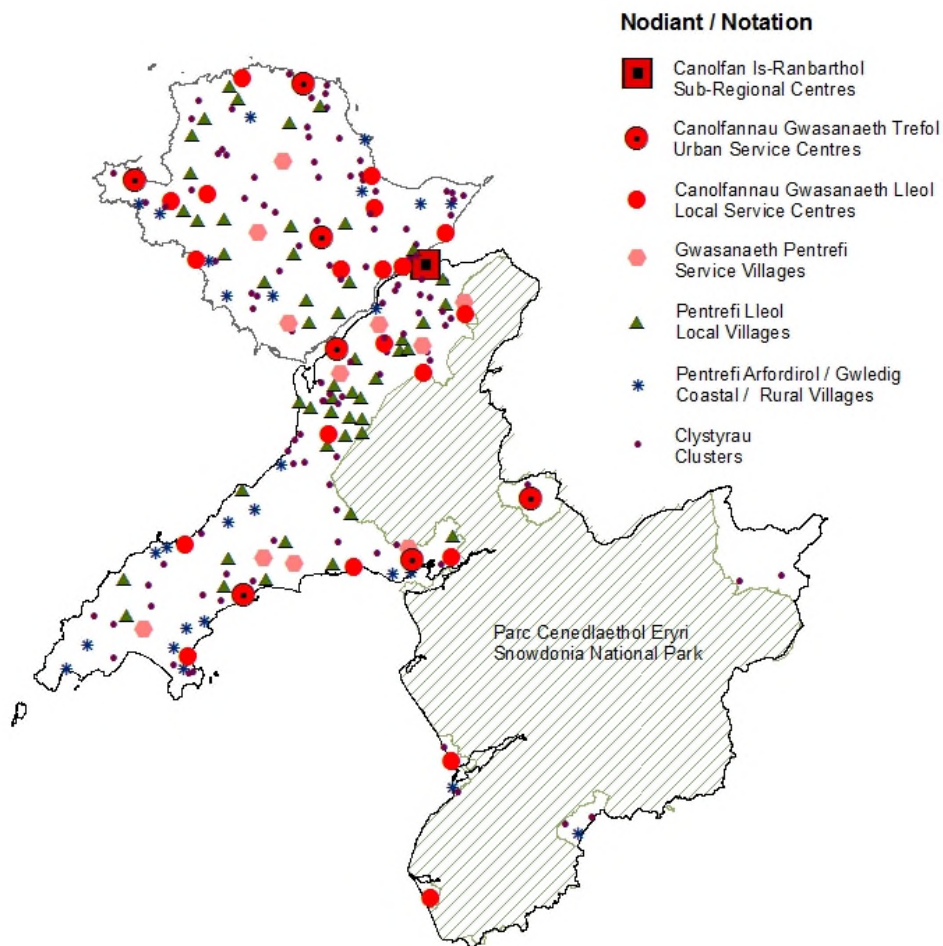 Nodiant / Notation
Canolfan Is-Ranbarthol
Sub-Regional Centres
Canolfannau Gwasanaeth Trefol
Urban Service Centres
Canolfannau Gwasanaeth Lleol
Local Service Centres
Gwasanaeth Pentrefi
Service Villages
Pentrefi Lleol
Local Villages
Pentrefi Arfordirol / Gwledig
Coastal / Rural Villages
Clystyrau
Clusters
Parc Cenedlaethol Eryri
Snowdonia National Park